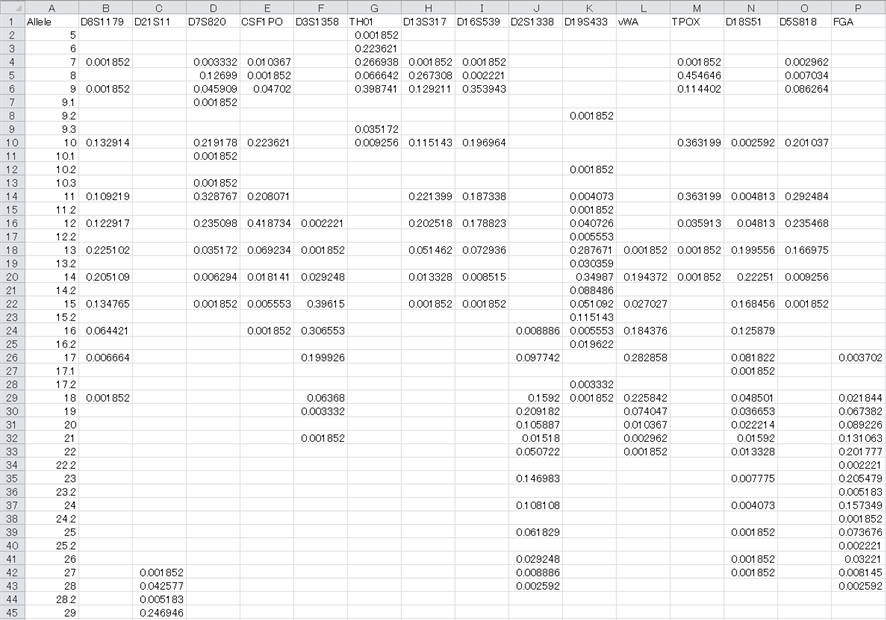 A B C D E F G H I J K L M N O P
1 Allele D8S1179 D21S11 D7S820 CSF1PO D3S1358 TH01 D13S317 D16S539 D2S1338 D19S433 vWA TPOX D18S51 D5S818 FGA
2 5 0.001852
3 6 0.223621
4 7 0.001852 0.003332 0.010367 0.266938 0.001852 0.001852 0.001852 0.002962
5 8 0.12699 0.001852 0.066642 0.267308 0.002221 0.454646 0.007034
6 9 0.001852 0.045909 0.04702 0.398741 0.129211 0.353943 0.114402 0.086264
7 9.1 0.001852
8 9.2 0.001852
9 9.3 0.035172
10 10 0.132914 0.219178 0.223621 0.009256 0.115143 0.196964 0.363199 0.002592 0.201037
11 10.1 0.001852
12 10.2 0.001852
13 10.3 0.001852
14 11 0.109219 0.328767 0.208071 0.221399 0.187338 0.004073 0.363199 0.004813 0.292484
15 11.2 0.001852
16 12 0.122917 0.235098 0.418734 0.002221 0.202518 0.178823 0.040726 0.035913 0.04813 0.235468
17 12.2 0.005553
18 13 0.225102 0.035172 0.069234 0.001852 0.051462 0.072936 0.287671 0.001852 0.001852 0.199556 0.166975
19 13.2 0.030359
20 14 0.205109 0.006294 0.018141 0.029248 0.013328 0.008515 0.34987 0.194372 0.001852 0.22251 0.009256
21 14.2 0.088486
22 15 0.134765 0.001852 0.005553 0.39615 0.001852 0.001852 0.051092 0.027027 0.168456 0.001852
23 15.2 0.115143
24 16 0.064421 0.001852 0.306553 0.008886 0.005553 0.184376 0.125879
25 16.2 0.019622
26 17 0.006664 0.199926 0.097742 0.282858 0.081822 0.003702
27 17.1 0.001852
28 17.2 0.003332
29 18 0.001852 0.06368 0.1592 0.001852 0.225842 0.048501 0.021844
30 19 0.003332 0.209182 0.074047 0.036653 0.067382
31 20 0.105887 0.010367 0.022214 0.089226
32 21 0.001852 0.01518 0.002962 0.01592 0.131063
33 22 0.050722 0.001852 0.013328 0.201777
34 22.2 0.002221
35 23 0.146983 0.007775 0.205479
36 23.2 0.005183
37 24 0.108108 0.004073 0.157349
38 24.2 0.001852
39 25 0.061829 0.001852 0.073676
40 25.2 0.002221
41 26 0.029248 0.001852 0.03221
42 27 0.001852 0.008886 0.001852 0.008145
43 28 0.042577 0.002592 0.002592
44 28.2 0.005183
45 29 0.246946